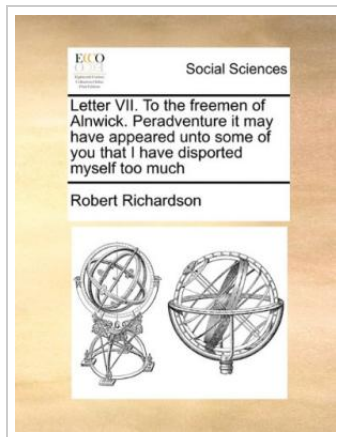 ECCO
Social Sciences
Letter VII. To the freemen of
Alnwick. Peradventure it may
have appeared unto some of
you that I have disported
myself too much
Robert Richardson